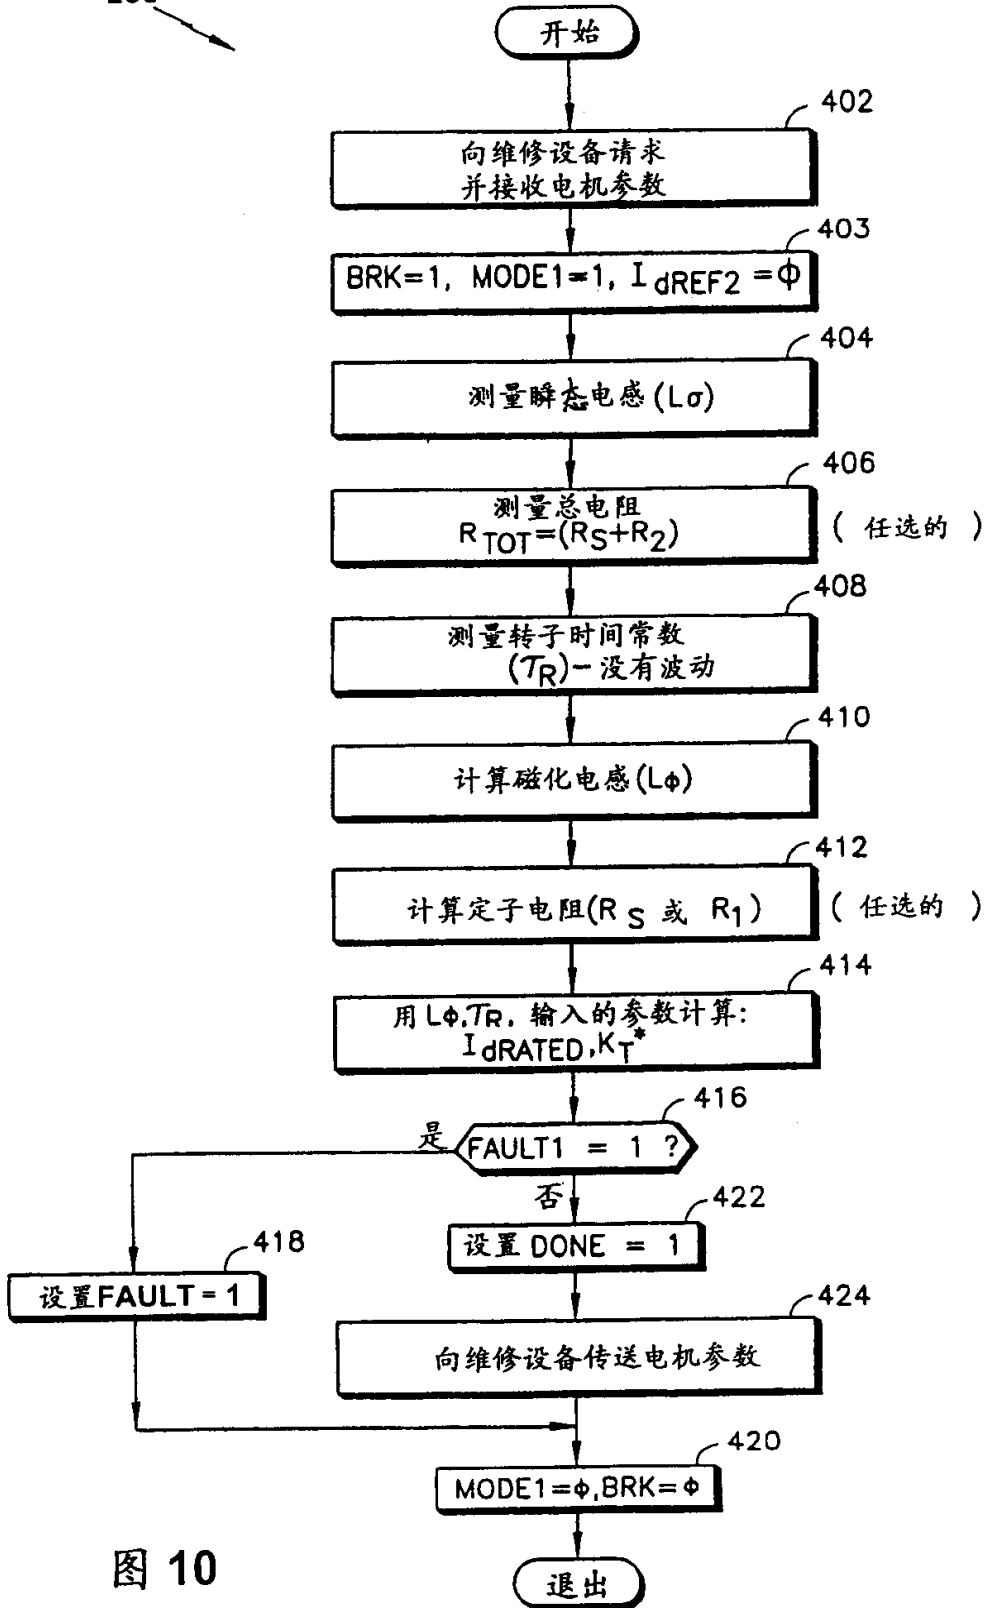 开始
402
向维修设备请求
并接收电机参数
403
BRK=1, MODE1=1, I dREF2 =ϕ
404
测量瞬态电感(Lσ)
406
测量总电阻
R TOT=(RS+R2)
(任选的)
408
测量转子时间常数
(τR)-没有波动
410
计算磁化电感(Lϕ)
412
计算定子电阻(RS 或 R1)
(任选的)
414
用Lϕ,τR, 输入的参数计算:
I dRATED,KT*
416
FAULT1 = 1 ?
是
否
422
设置 DONE = 1
418
设置FAULT=1
424
向维修设备传送电机参数
420
MODE1=ϕ,BRK=ϕ
退出
图 10